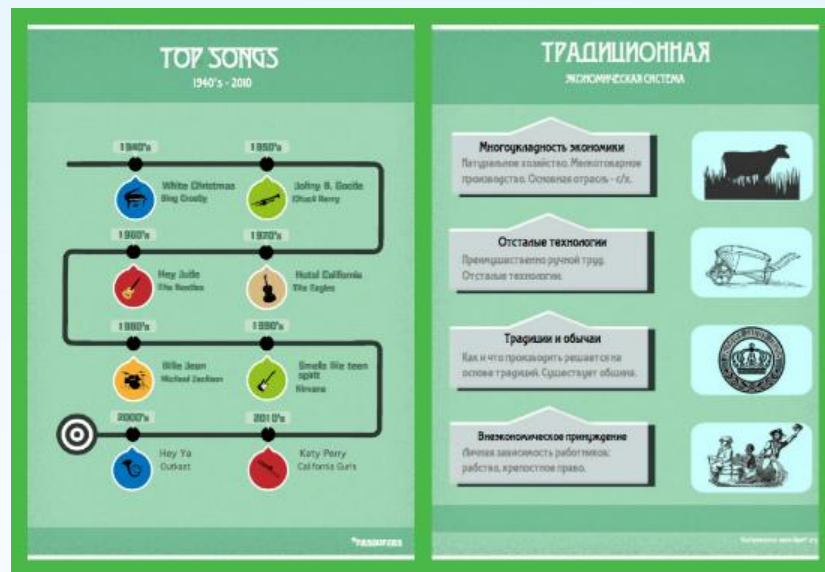 TOP SONGS
1940's - 2010
1940's
1950's
White Christmas
Bing Crosby
Johny B. Goode
Chuck Berry
1960's
1970's
Hey Jude
The Beatles
Hotel California
The Eagles
1980's
1990's
Billie Jean
Michael Jackson
Smells like teen
spirit
Nirvana
2000's
2010's
Hey Ya
Outkast
Katy Perry
California Gurls
ТРАДИЦИОННАЯ
ЭКОНОМИЧЕСКАЯ СИСТЕМА
Многоукладность экономики
Натуральное хозяйство. Мелкотоварное
производство. Основная отрасль - с/х.
Отсталые технологии
Преимущественно ручной труд.
Отсталые технологии.
Традиции и обычаи
Как и что производить решается на
основе традиций. Существует община.
Внеэкономическое принуждение
Личная зависимость работников:
рабство, крепостное право.